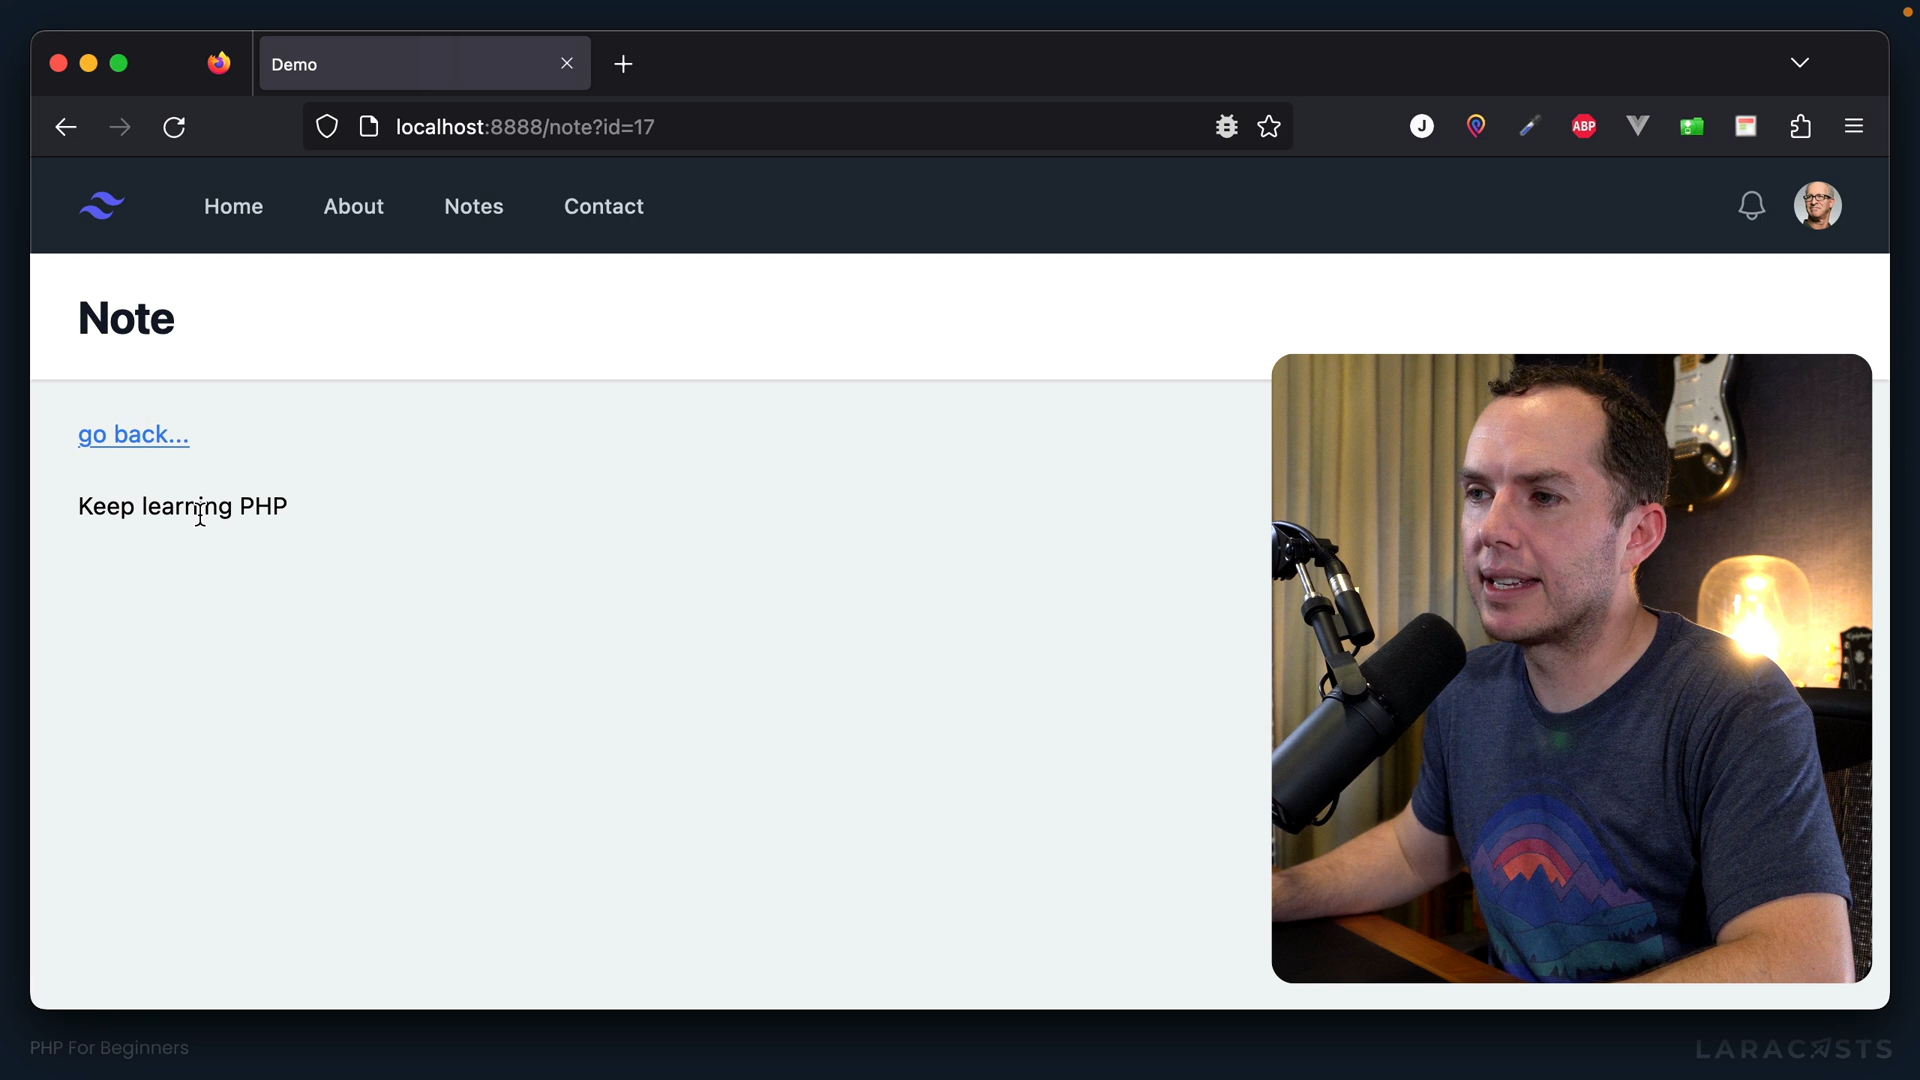 Demo
localhost:8888/note?id=17
J
ABP
Home
About
Notes
Contact
Note
go back...
Keep learning PHP
PHP For Beginners
LARACASTS